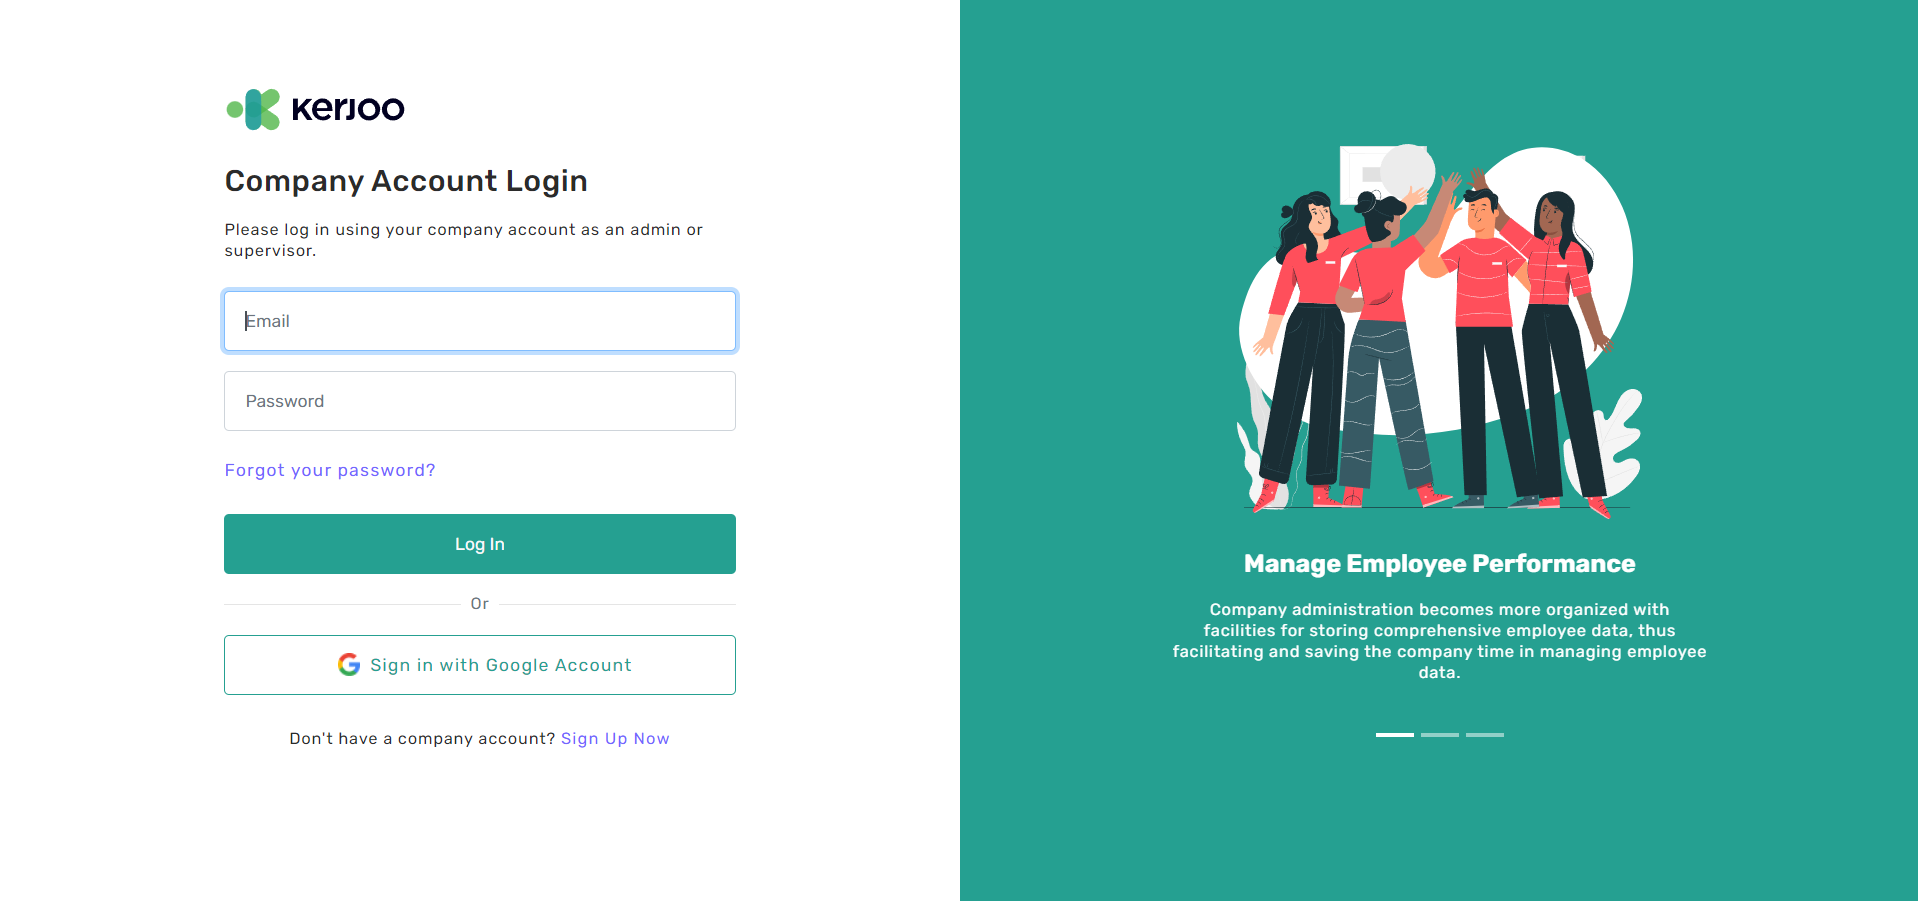 Kerjoo
Company Account Login
Please log in using your company account as an admin or
supervisor.
Email
Password
Forgot your password?
Log In
Or
Sign in with Google Account
Don't have a company account? Sign Up Now
Manage Employee Performance
Company administration becomes more organized with
facilities for storing comprehensive employee data, thus
facilitating and saving the company time in managing employee
data.